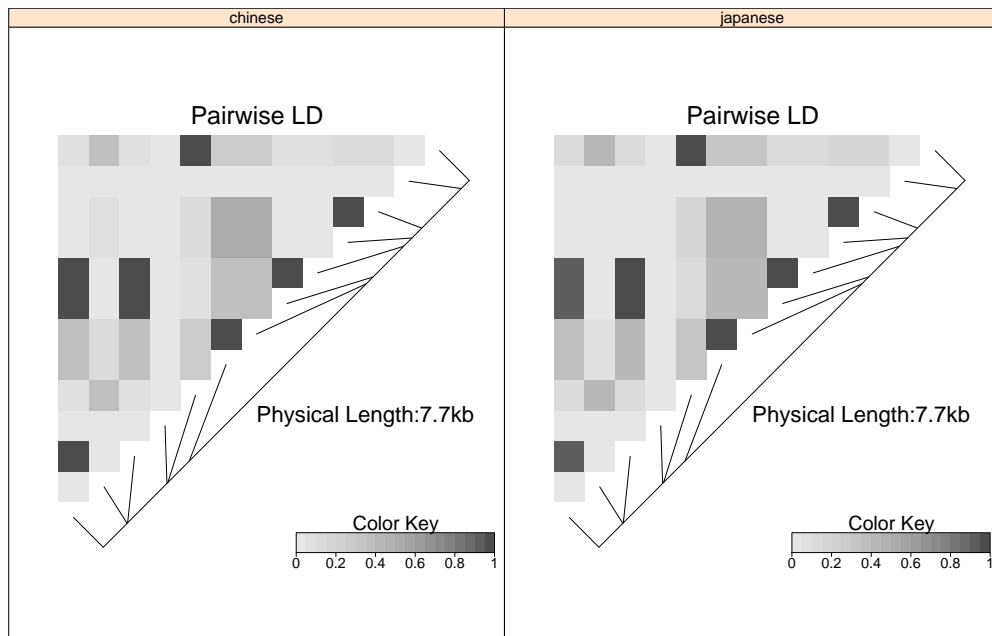 chinese
Pairwise LD
Physical Length:7.7kb
Color Key
0 0.2 0.4 0.6 0.8 1
japanese
Pairwise LD
Physical Length:7.7kb
Color Key
0 0.2 0.4 0.6 0.8 1